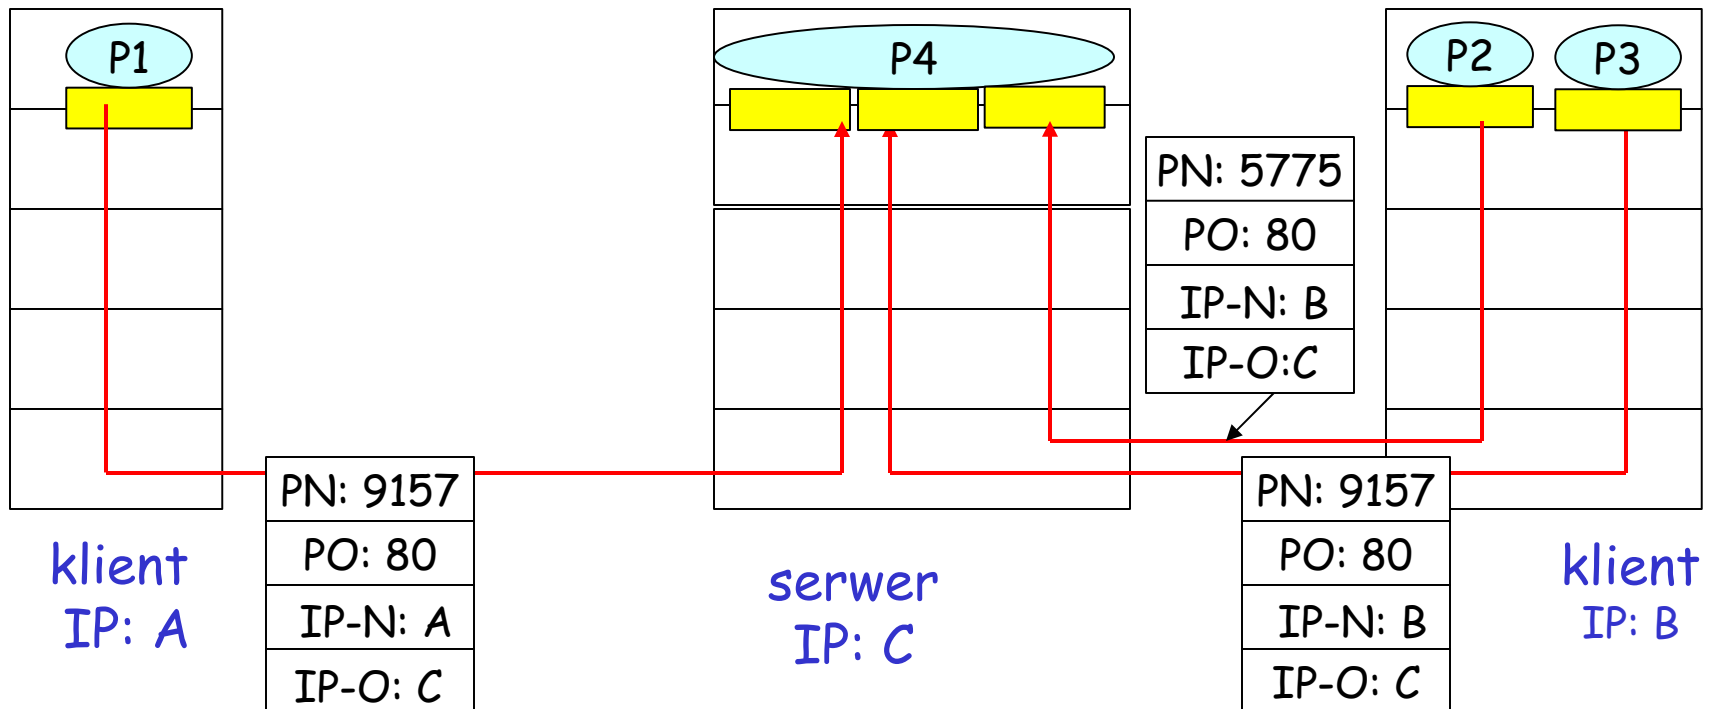 P1
P4
P2
P3
PN: 5775
PO: 80
IP-N: B
IP-O:C
PN: 9157
PO: 80
IP-N: A
IP-O: C
PN: 9157
PO: 80
IP-N: B
IP-O: C
klient
IP: A
serwer
IP: C
klient
IP: B